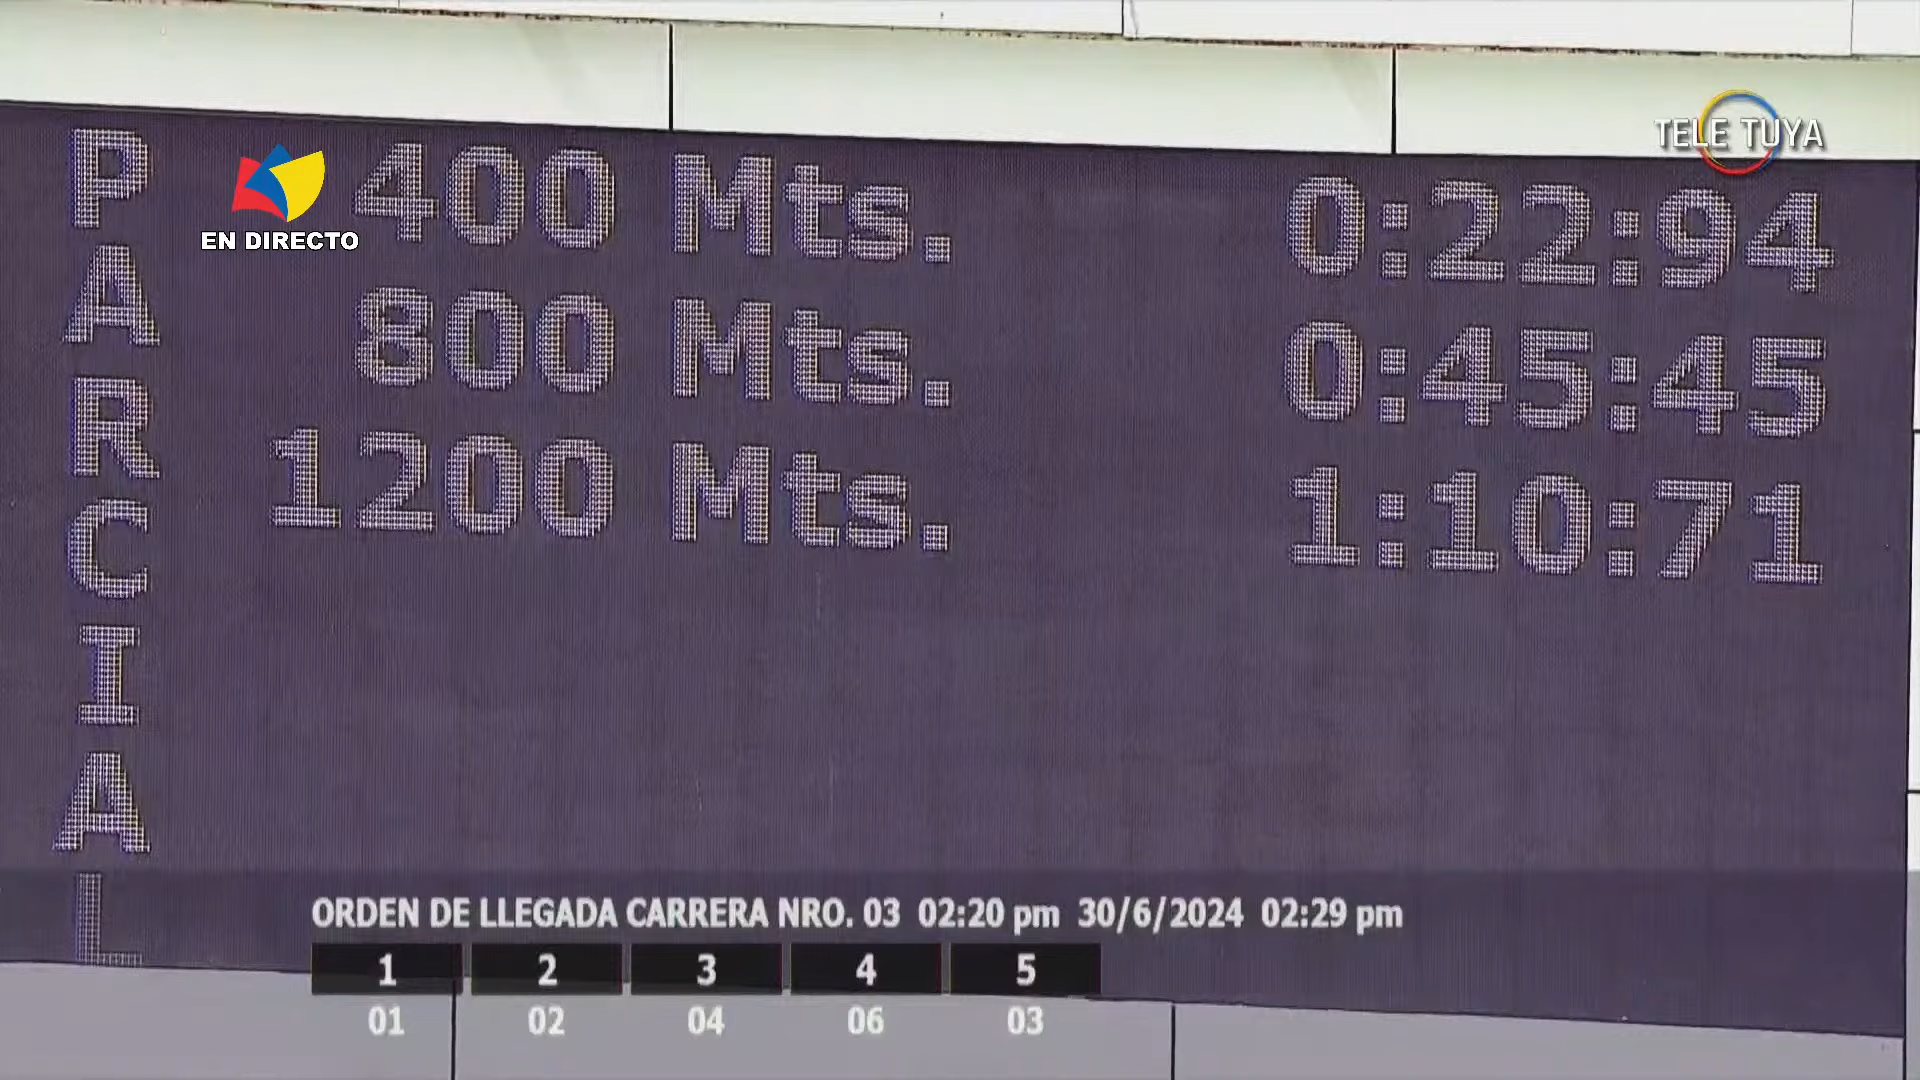 PARCIAL
400 Mts. 0:22:94
800 Mts. 0:45:45
1200 Mts. 1:10:71
EN DIRECTO
TELE TUYA
ORDEN DE LLEGADA CARRERA NRO. 03 02:20 pm 30/6/2024 02:29 pm
1 2 3 4 5
01 02 04 06 03